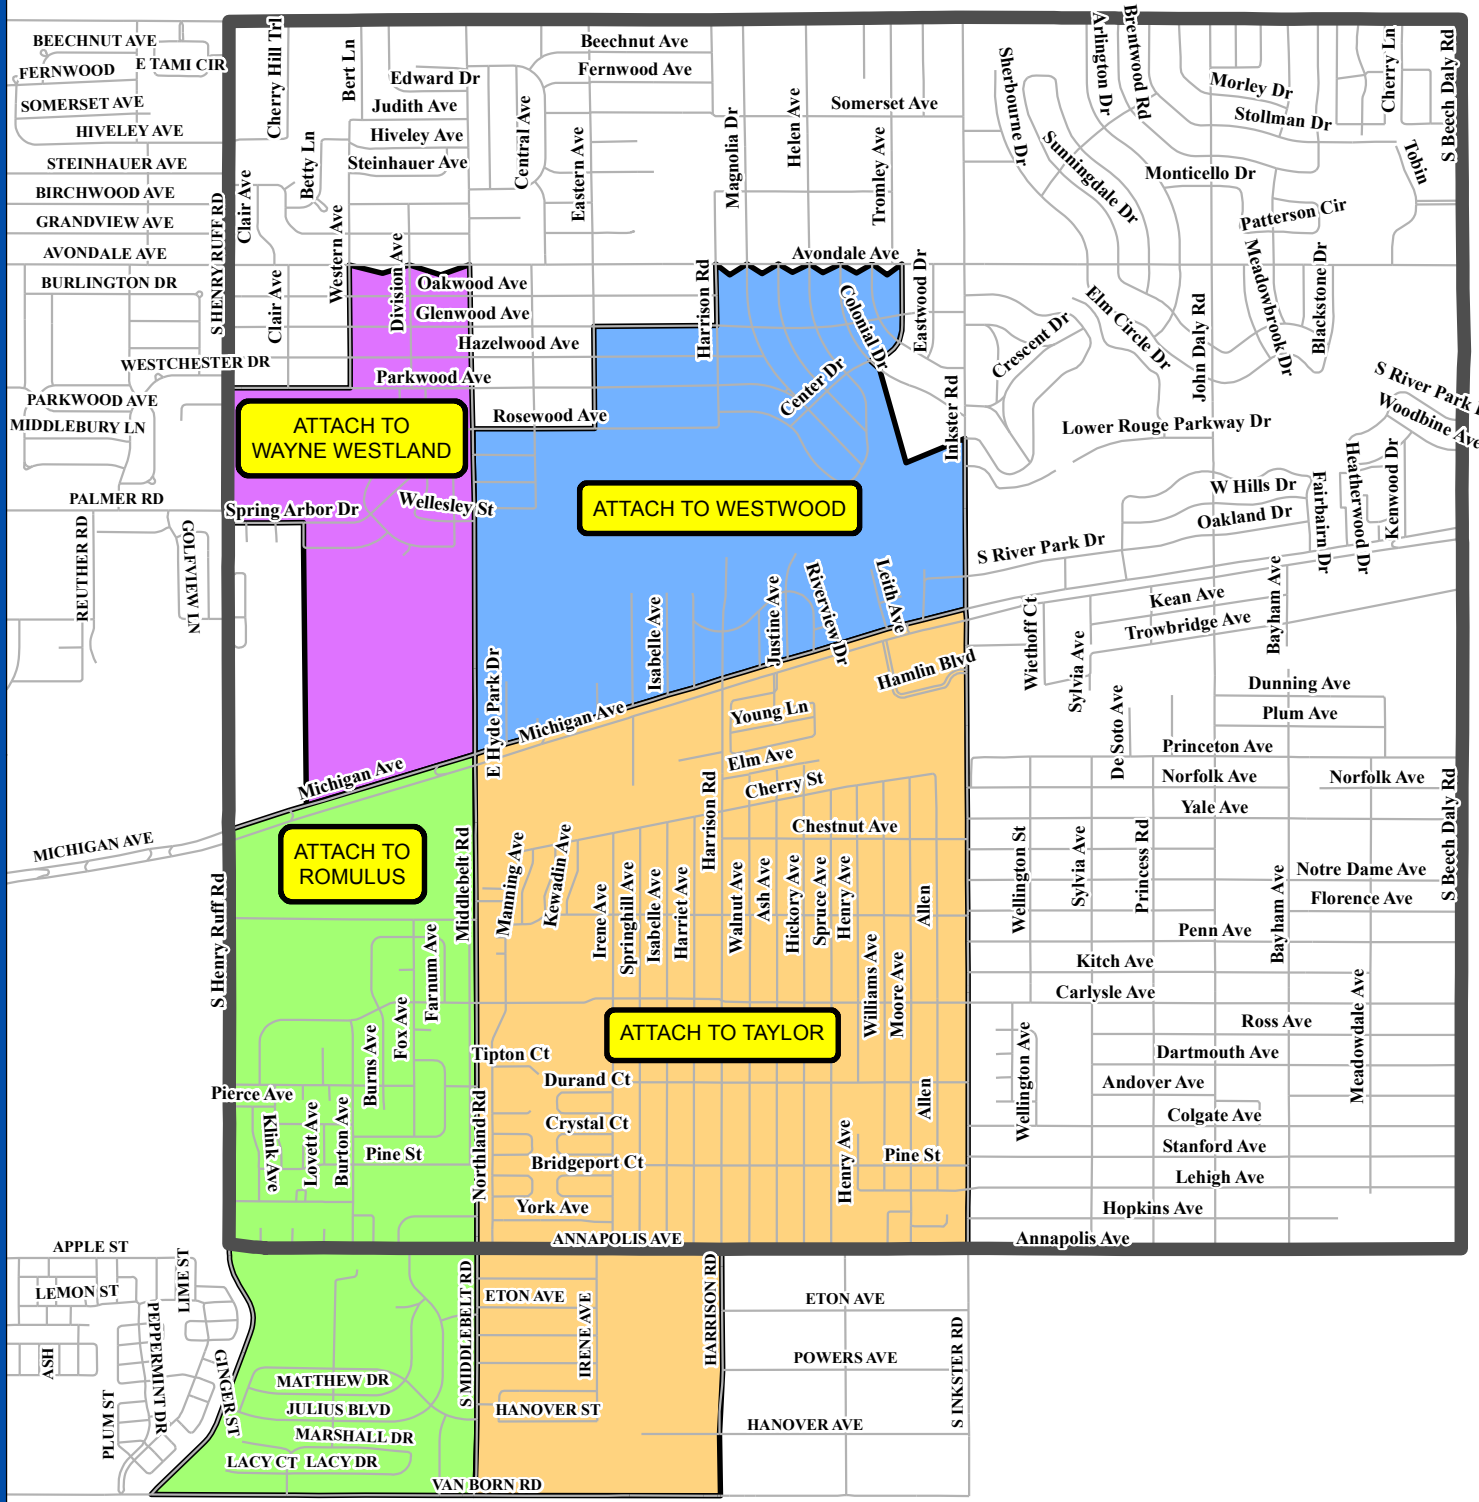 BEECHNUT AVE
FERNWOOD
E TAMI CIR
SOMERSET AVE
HIVELEY AVE
STEINHAUER AVE
BIRCHWOOD AVE
GRANDVIEW AVE
AVONDALE AVE
BURLINGTON DR
S HENRY RUFF RD
WESTCHESTER DR
PARKWOOD AVE
MIDDLEBURY LN
PALMER RD
REUTHER RD
GOLFVIEW LN
MICHIGAN AVE
Cherry Hill Trl
Bert Ln
Edward Dr
Judith Ave
Hiveley Ave
Steinhauer Ave
Betty Ln
Clair Ave
Western Ave
Division Ave
Clair Ave
Central Ave
Eastern Ave
Beechnut Ave
Fernwood Ave
Magnolia Dr
Helen Ave
Somerset Ave
Tromley Ave
Avondale Ave
Oakwood Ave
Glenwood Ave
Hazelwood Ave
Parkwood Ave
Rosewood Ave
Harrison Rd
Colonial Dr
Eastwood Dr
Center Dr
Inkster Rd
Sherbourne Dr
Arlington Dr
Brentwood Rd
Morley Dr
Stollman Dr
Cherry Ln
S Beech Daly Rd
Sunningdale Dr
Monticello Dr
Tobin
Patterson Cir
Meadowbrook Dr
Blackstone Dr
Crescent Dr
Elm Circle Dr
John Daly Rd
S River Park
Woodbine Ave
Lower Rouge Parkway Dr
W Hills Dr
Oakland Dr
Fairbairn Dr
Heatherwood Dr
Kenwood Dr
S River Park Dr
ATTACH TO
WAYNE WESTLAND
Spring Arbor Dr
Wellesley St
ATTACH TO WESTWOOD
Isabelle Ave
Justine Ave
Riverview Dr
Leith Ave
E Hyde Park Dr
Michigan Ave
Michigan Ave
Hamlin Blvd
Young Ln
Elm Ave
Cherry St
Chestnut Ave
Harrison Rd
Wiethoff Ct
Sylvia Ave
Kean Ave
Trowbridge Ave
Bayham Ave
Dunning Ave
Plum Ave
De Soto Ave
Princeton Ave
Norfolk Ave
Norfolk Ave
Yale Ave
S Beech Daly Rd
Wellington St
Sylvia Ave
Princess Rd
Notre Dame Ave
Florence Ave
Bayham Ave
Penn Ave
Kitch Ave
Carlysle Ave
Ross Ave
Dartmouth Ave
Meadowdale Ave
Wellington Ave
Andover Ave
Colgate Ave
Stanford Ave
Lehigh Ave
Hopkins Ave
Annapolis Ave
ATTACH TO
ROMULUS
S Henry Ruff Rd
Middlebelt Rd
Manning Ave
Kewadin Ave
Irene Ave
Springhill Ave
Isabelle Ave
Harriet Ave
Walnut Ave
Ash Ave
Hickory Ave
Spruce Ave
Henry Ave
Allen
Williams Ave
Moore Ave
Farnum Ave
Fox Ave
Burns Ave
ATTACH TO TAYLOR
Tipton Ct
Durand Ct
Pierce Ave
Klink Ave
Lovett Ave
Burton Ave
Pine St
Northland Rd
Crystal Ct
Bridgeport Ct
York Ave
Henry Ave
Allen
Pine St
ANNAPOLIS AVE
APPLE ST
LEMON ST
LIME ST
ASH
PLUM ST
PEPPERMINT DR
GINGER ST
MATTHEW DR
JULIUS BLVD
MARSHALL DR
LACY CT
LACY DR
S MIDDLEBELT RD
ETON AVE
IRENE AVE
HANOVER ST
VAN BORN RD
HARRISON RD
ETON AVE
POWERS AVE
HANOVER AVE
S INKSTER RD